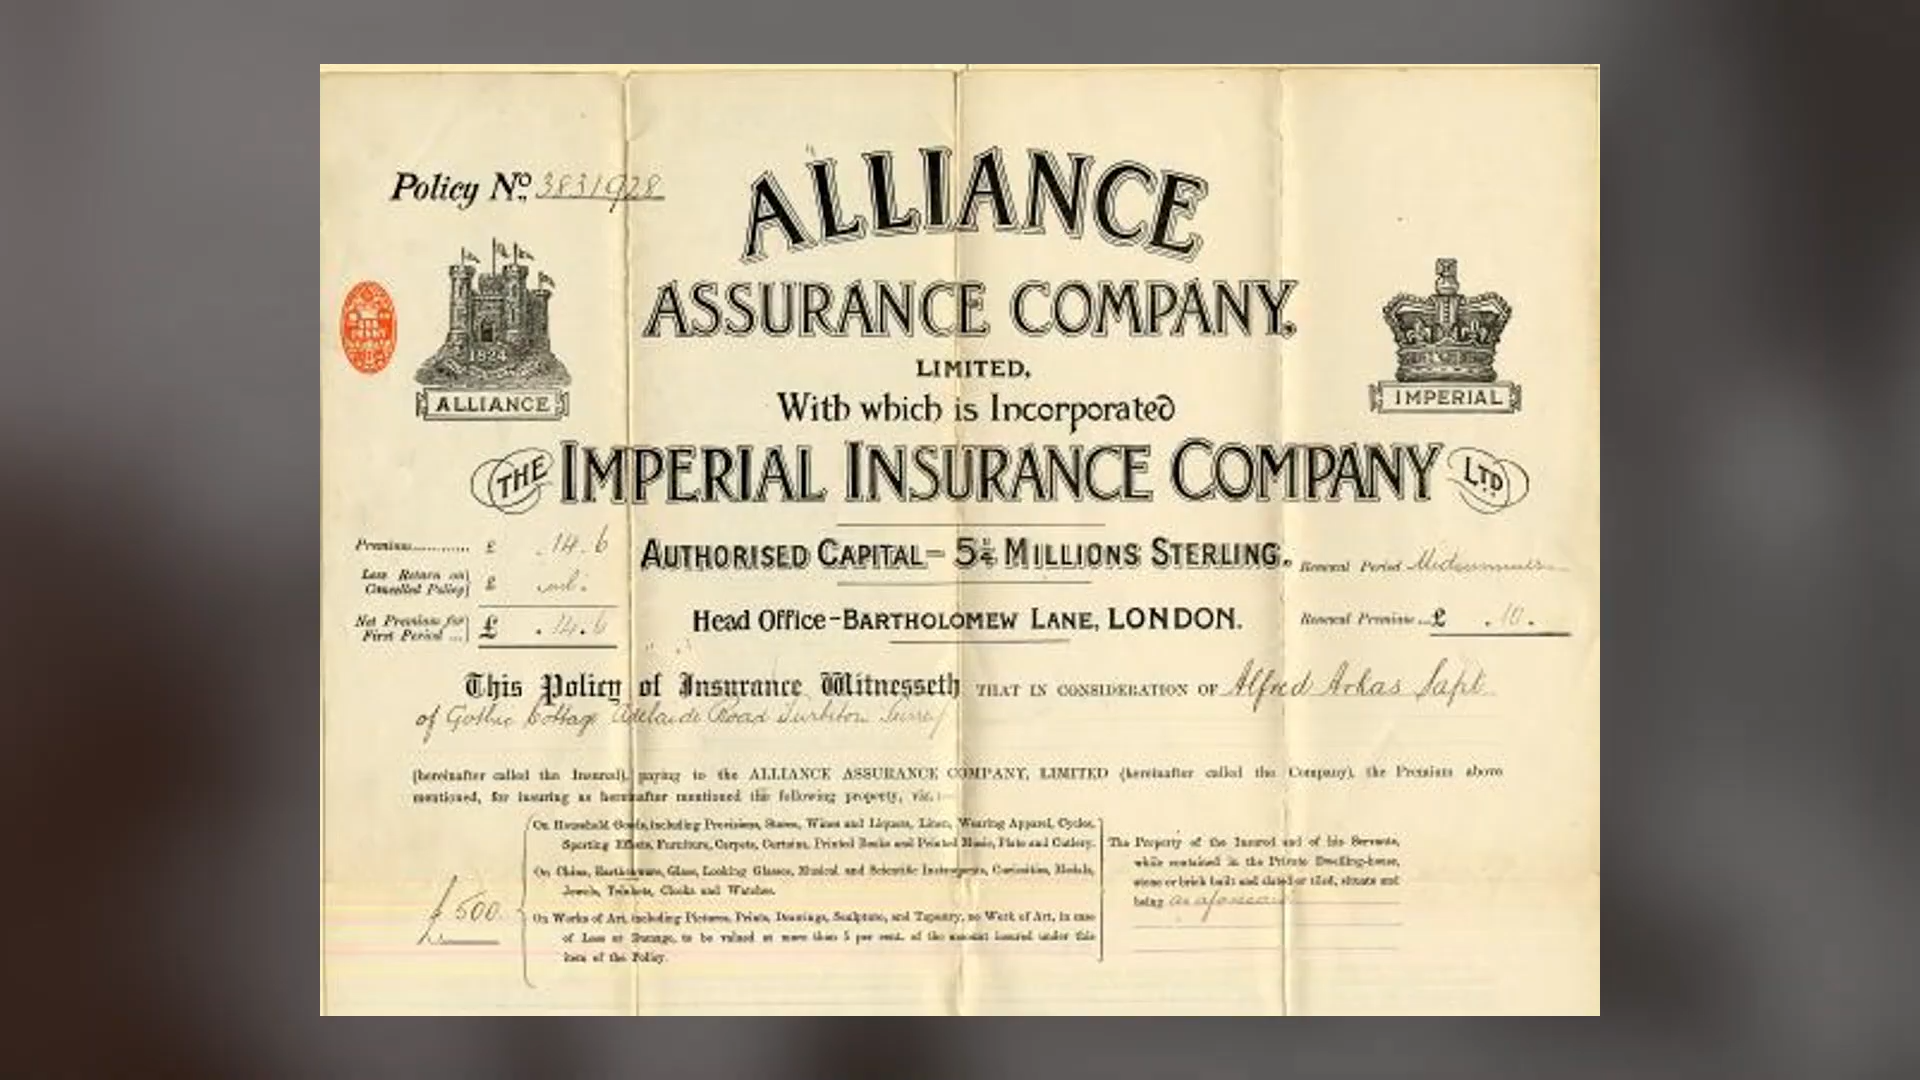 Policy No. 3831928
ALLIANCE
ASSURANCE COMPANY,
LIMITED,
With which is Incorporated
THE IMPERIAL INSURANCE COMPANY LTD
1824
ALLIANCE
IMPERIAL
ONE PENNY
Premium............ £ .14.6
Less Return on Cancelled Policy} £ nil.
Net Premium for First Period ...} £ .14.6
AUTHORISED CAPITAL—5¼ MILLIONS STERLING.
Renewal Period Midsummer
Head Office—BARTHOLOMEW LANE, LONDON.
Renewal Premium...£ .10.
This Policy of Insurance Witnesseth THAT IN CONSIDERATION OF Alfred Arkas
of Gothic Cottage Adelaide Road Surbiton Surrey
(hereinafter called the Insured), paying to the ALLIANCE ASSURANCE COMPANY, LIMITED (hereinafter called the Company), the Premium above
mentioned, for insuring as hereinafter mentioned the following property, viz.:—
£500
On Household Goods, including Provisions, Stores, Wines and Liquors, Linen, Wearing Apparel, Cycles,
Sporting Effects, Furniture, Carpets, Curtains, Printed Books and Printed Music, Plate and Cutlery.
On China, Earthenware, Glass, Looking Glasses, Musical and Scientific Instruments, Curiosities, Medals,
Jewels, Trinkets, Clocks and Watches.
On Works of Art, including Pictures, Prints, Drawings, Sculpture, and Tapestry, no Work of Art, in case
of Loss or Damage, to be valued at more than 5 per cent. of the amount insured under this
item of the Policy.
The Property of the Insured and of his Servants,
while contained in the Private Dwelling-house,
stone or brick built and slated or tiled, situate and
being as aforesaid